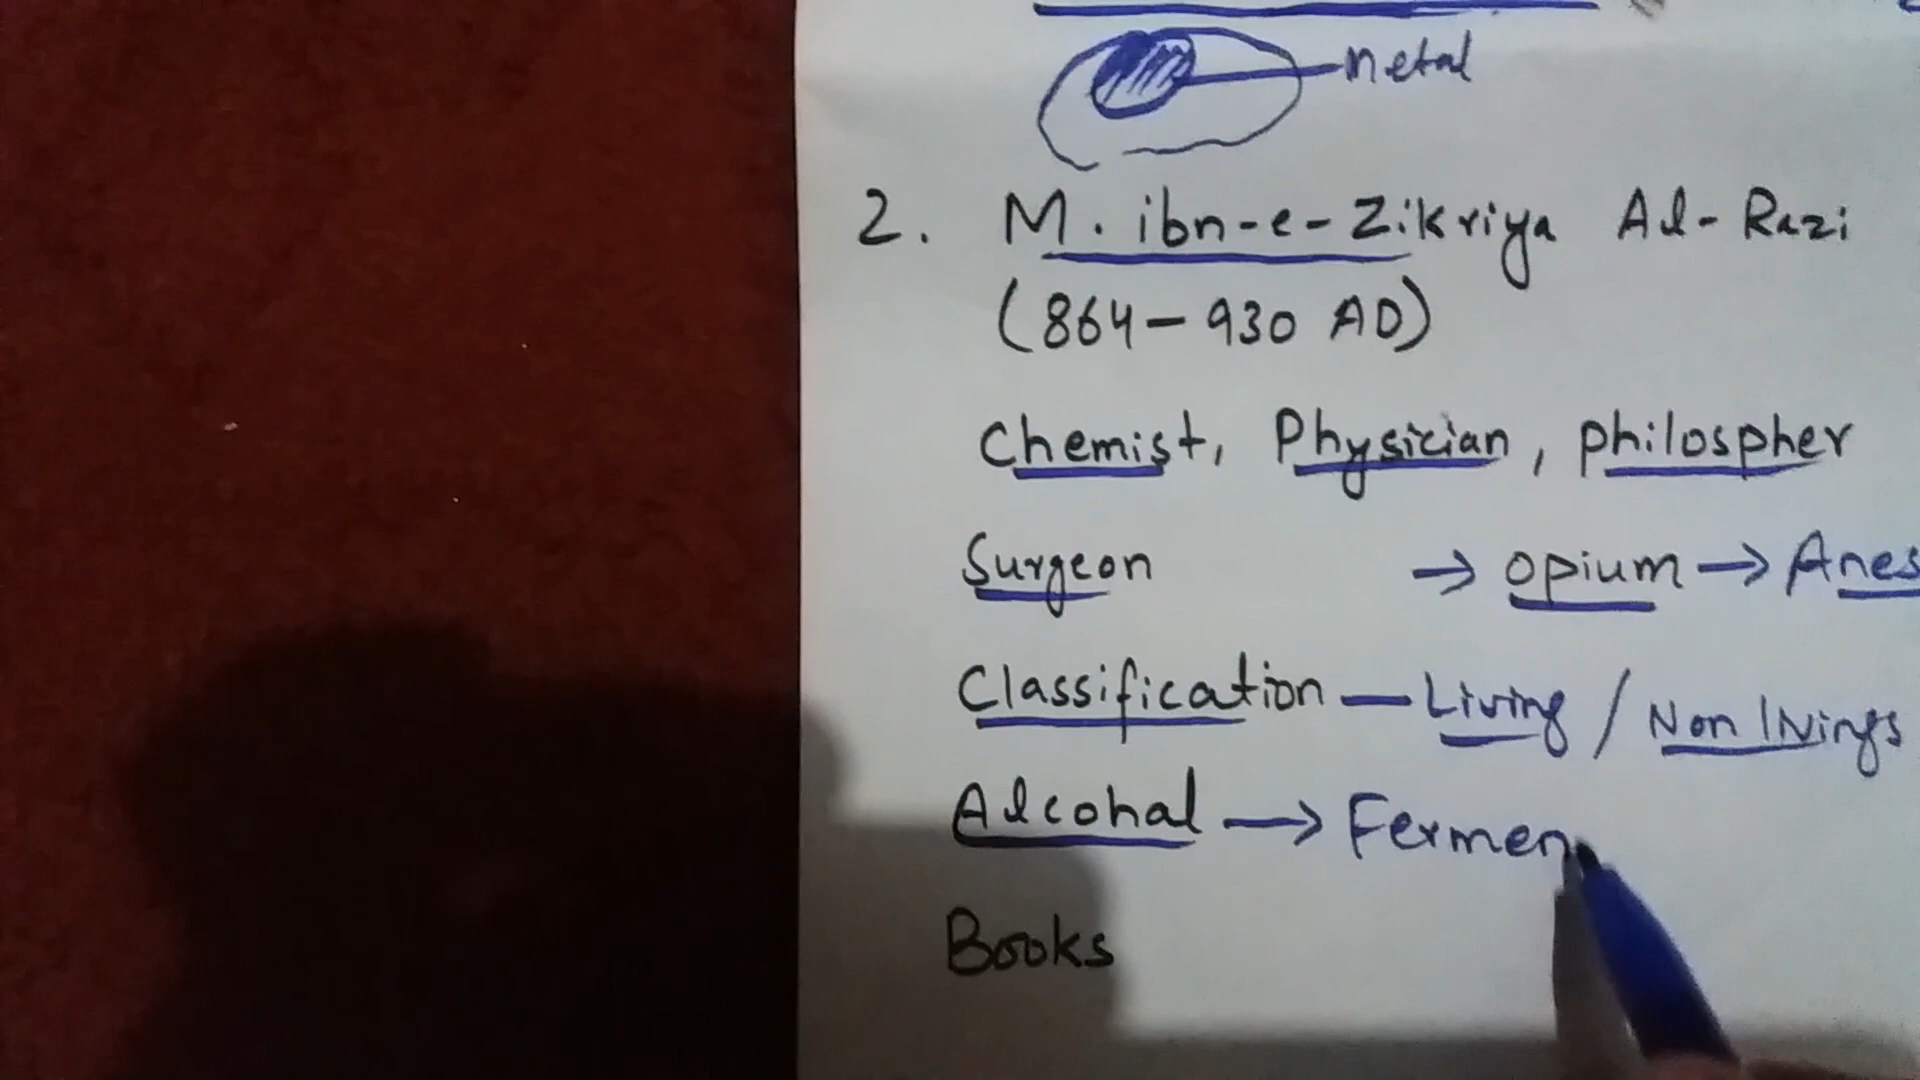 Metal
2. M. ibn-e-Zikriya Al-Razi
(864-930 AD)
Chemist, Physician, philospher
Surgeon → opium → Anes
Classification — Living / Non livings
Alcohal → Fermen
Books